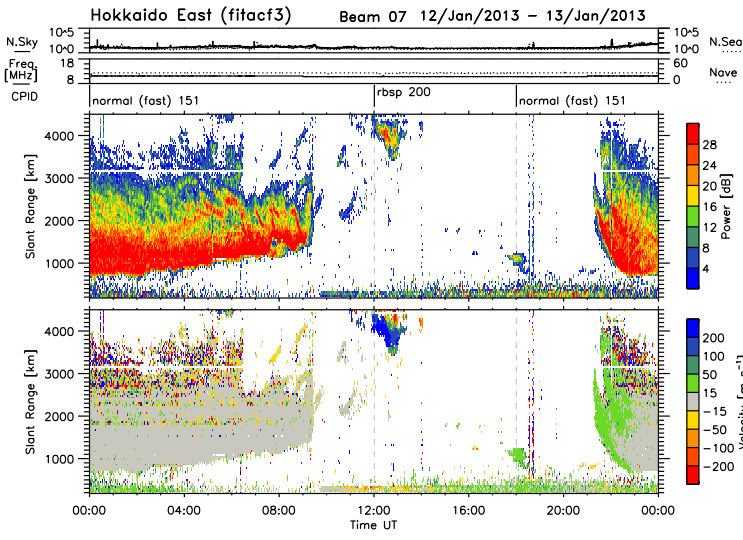 Hokkaido East (fitacf3) Beam 07 12/Jan/2013 – 13/Jan/2013
N.Sky 10^5 10^0 10^5 10^0 N.Sea
Freq. [MHz] 18 8 60 0 Nave
CPID normal (fast) 151 rbsp 200 normal (fast) 151
Slant Range [km]
4000
3000
2000
1000
Power [dB]
28
24
20
16
12
8
4
Slant Range [km]
4000
3000
2000
1000
Velocity [m s^-1]
200
100
50
15
-15
-50
-100
-200
00:00 04:00 08:00 12:00 16:00 20:00 00:00
Time UT